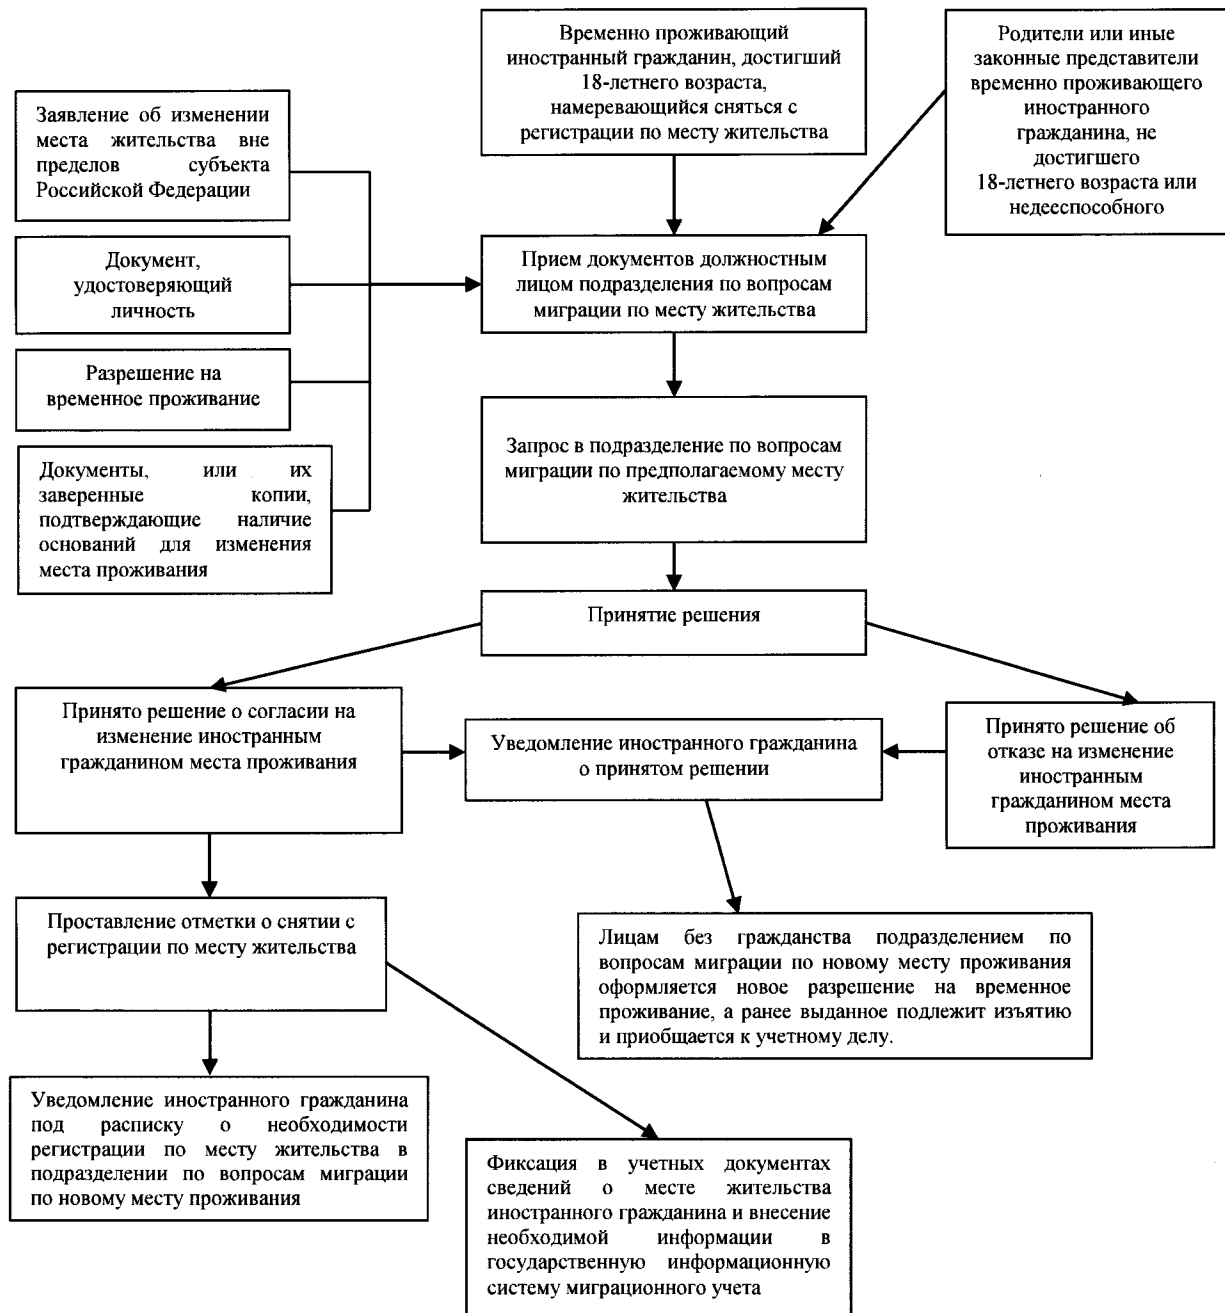 Временно проживающий
иностранный гражданин, достигший
18-летнего возраста,
намеревающийся сняться с
регистрации по месту жительства
Родители или иные
законные представители
временно проживающего
иностранного
гражданина, не
достигшего
18-летнего возраста или
недееспособного
Заявление об изменении
места жительства вне
пределов субъекта
Российской Федерации
Документ,
удостоверяющий
личность
Разрешение на
временное проживание
Документы, или их
заверенные копии,
подтверждающие наличие
оснований для изменения
места проживания
Прием документов должностным
лицом подразделения по вопросам
миграции по месту жительства
Запрос в подразделение по вопросам
миграции по предполагаемому месту
жительства
Принятие решения
Принято решение о согласии на
изменение иностранным
гражданином места проживания
Уведомление иностранного гражданина
о принятом решении
Принято решение об
отказе на изменение
иностранным
гражданином места
проживания
Проставление отметки о снятии с
регистрации по месту жительства
Лицам без гражданства подразделением по
вопросам миграции по новому месту проживания
оформляется новое разрешение на временное
проживание, а ранее выданное подлежит изъятию
и приобщается к учетному делу.
Уведомление иностранного гражданина
под расписку о необходимости
регистрации по месту жительства в
подразделении по вопросам миграции
по новому месту проживания
Фиксация в учетных документах
сведений о месте жительства
иностранного гражданина и внесение
необходимой информации в
государственную информационную
систему миграционного учета